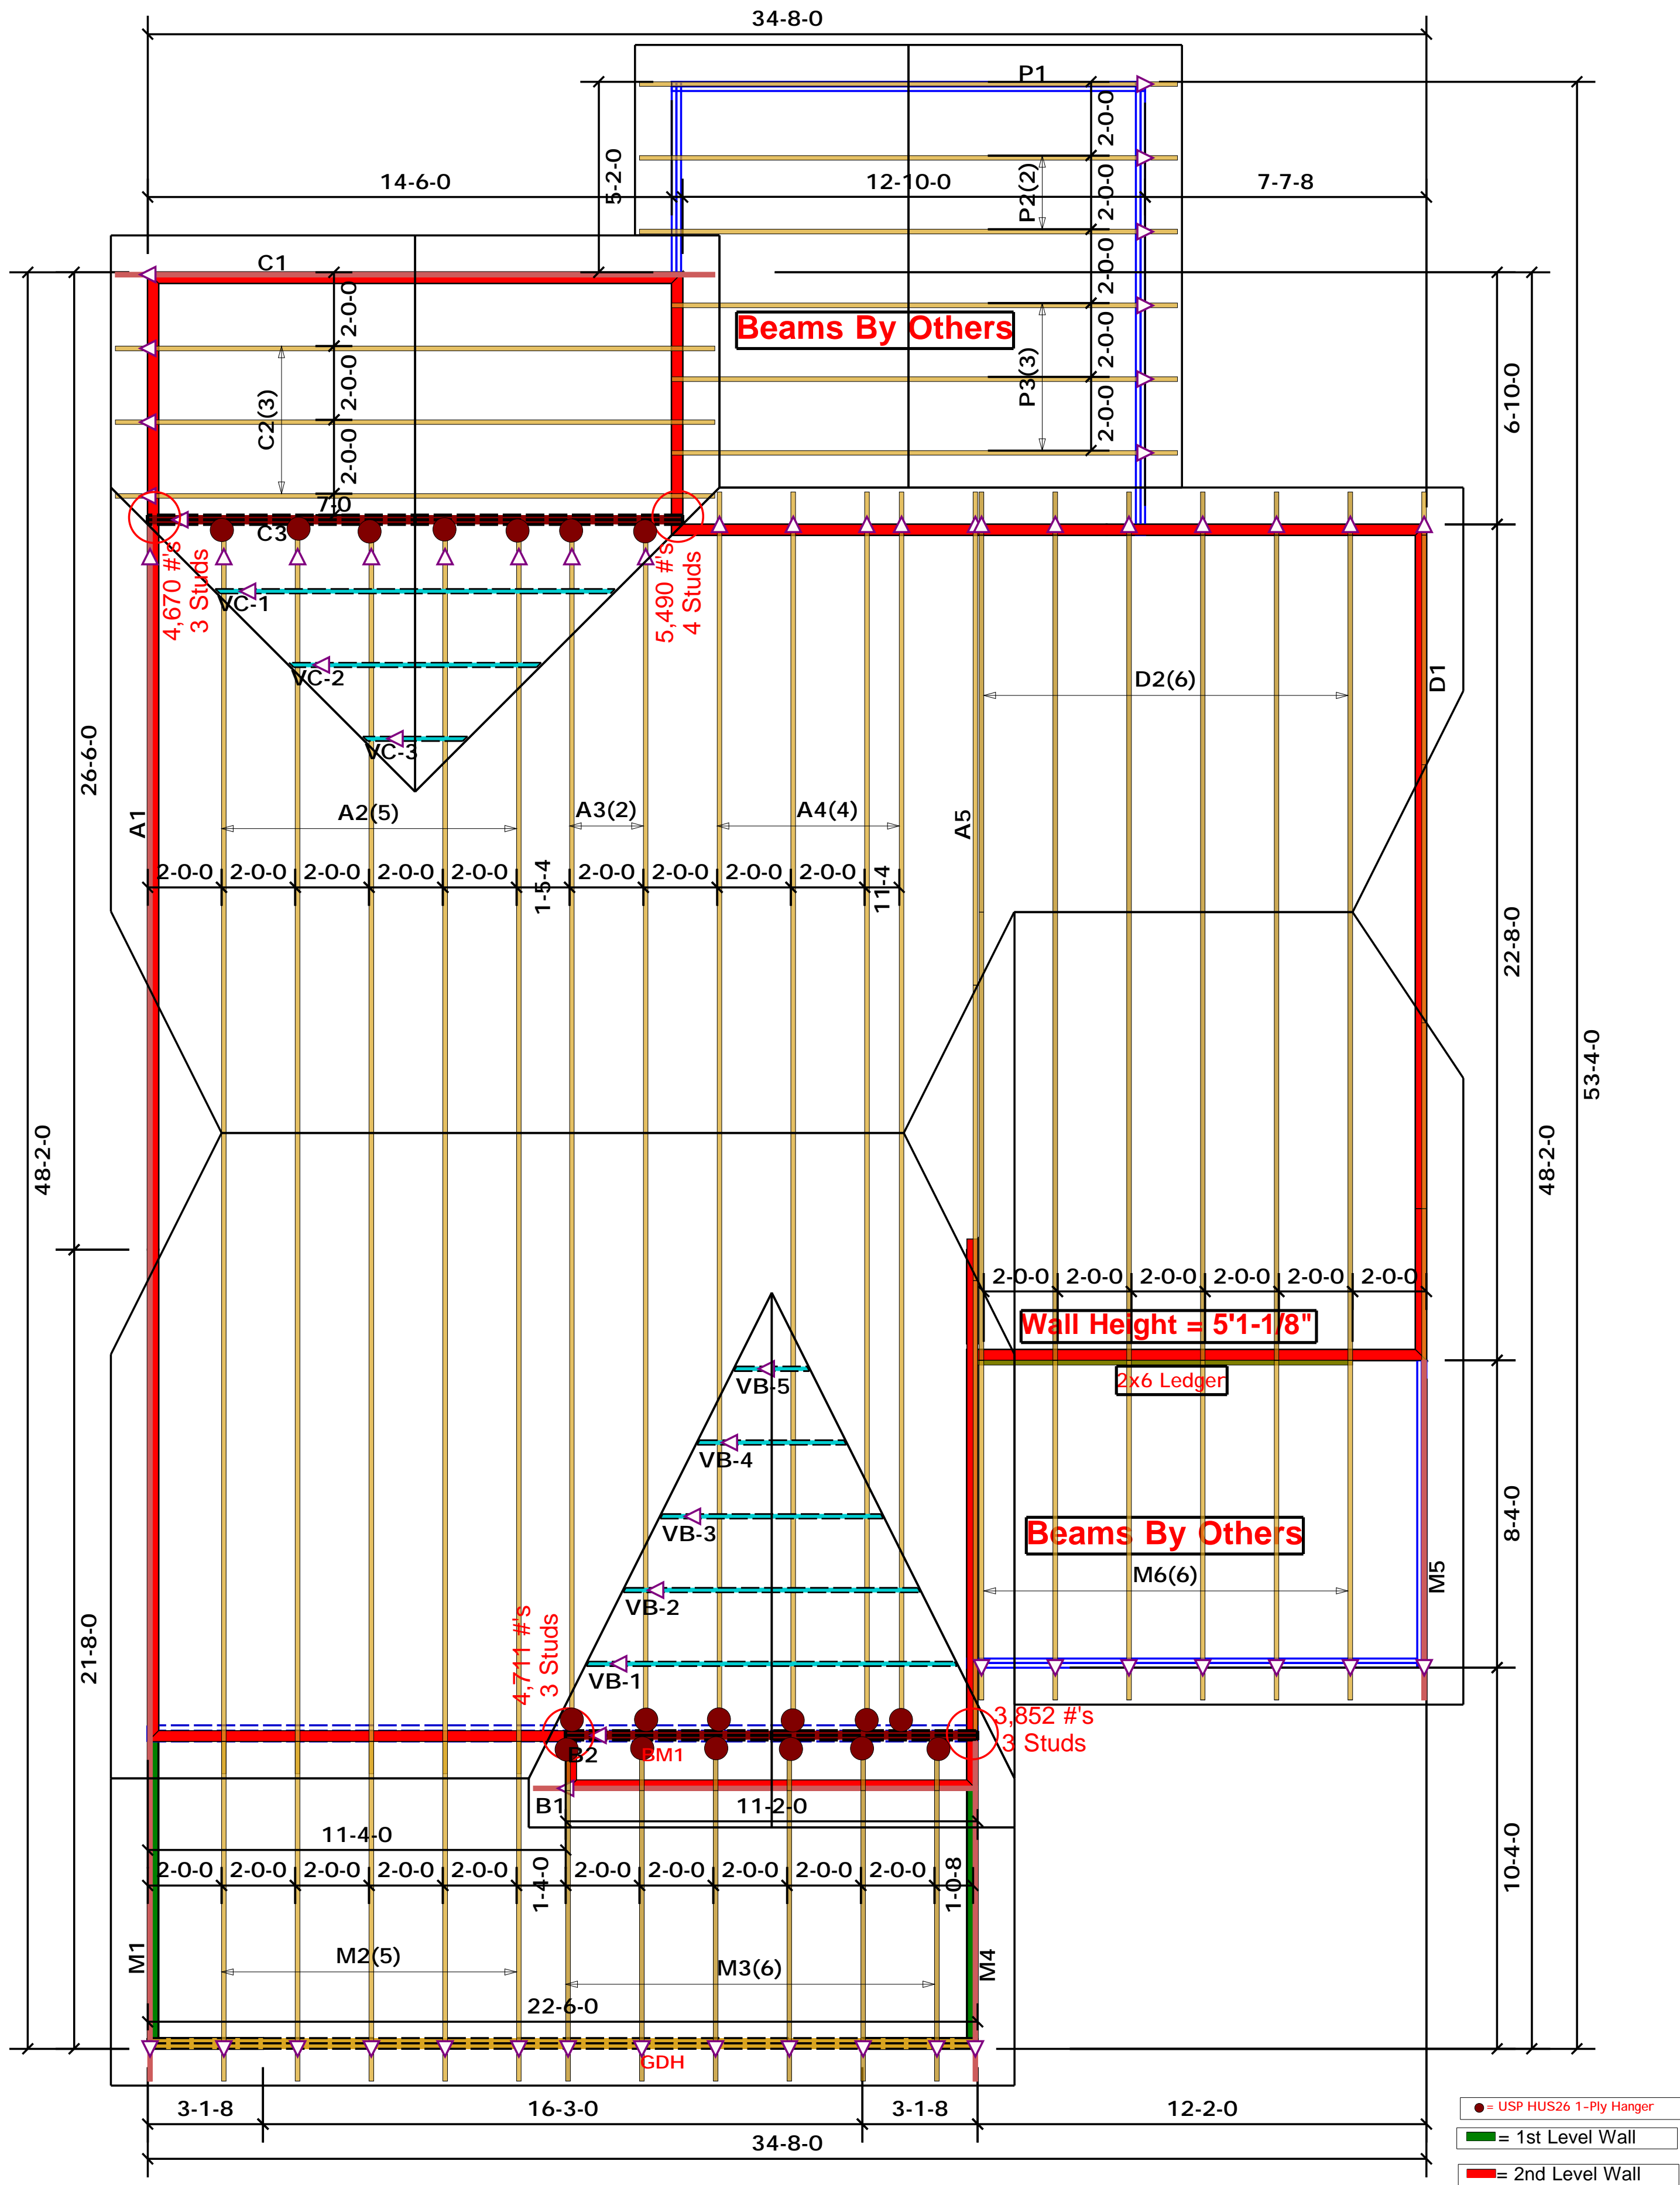 34-8-0
P1
2-0-0
5-2-0
14-6-0
12-10-0
7-7-8
P2(2)
2-0-0
2-0-0
C1
2-0-0
Beams By Others
P3(3)
2-0-0
2-0-0
C2(3)
2-0-0
2-0-0
6-10-0
7-0
C3
4,670 #'s
3 Studs
5,490 #'s
4 Studs
VC-1
VC-2
VC-3
D2(6)
D1
26-6-0
A1
A2(5)
A3(2)
A4(4)
A5
2-0-0
2-0-0
2-0-0
2-0-0
2-0-0
1-5-4
2-0-0
2-0-0
2-0-0
2-0-0
11-4
22-8-0
53-4-0
48-2-0
48-2-0
2-0-0
2-0-0
2-0-0
2-0-0
2-0-0
2-0-0
Wall Height = 5'1-1/8"
2x6 Ledger
VB-5
VB-4
VB-3
VB-2
VB-1
Beams By Others
M6(6)
M5
8-4-0
21-8-0
4,711 #'s
3 Studs
3,852 #'s
3 Studs
B2
BM1
B1
11-2-0
11-4-0
2-0-0
2-0-0
2-0-0
2-0-0
2-0-0
1-4-0
2-0-0
2-0-0
2-0-0
2-0-0
2-0-0
1-0-8
10-4-0
M1
M2(5)
M3(6)
M4
22-6-0
GDH
3-1-8
16-3-0
3-1-8
12-2-0
34-8-0
= USP HUS26 1-Ply Hanger
= 1st Level Wall
= 2nd Level Wall